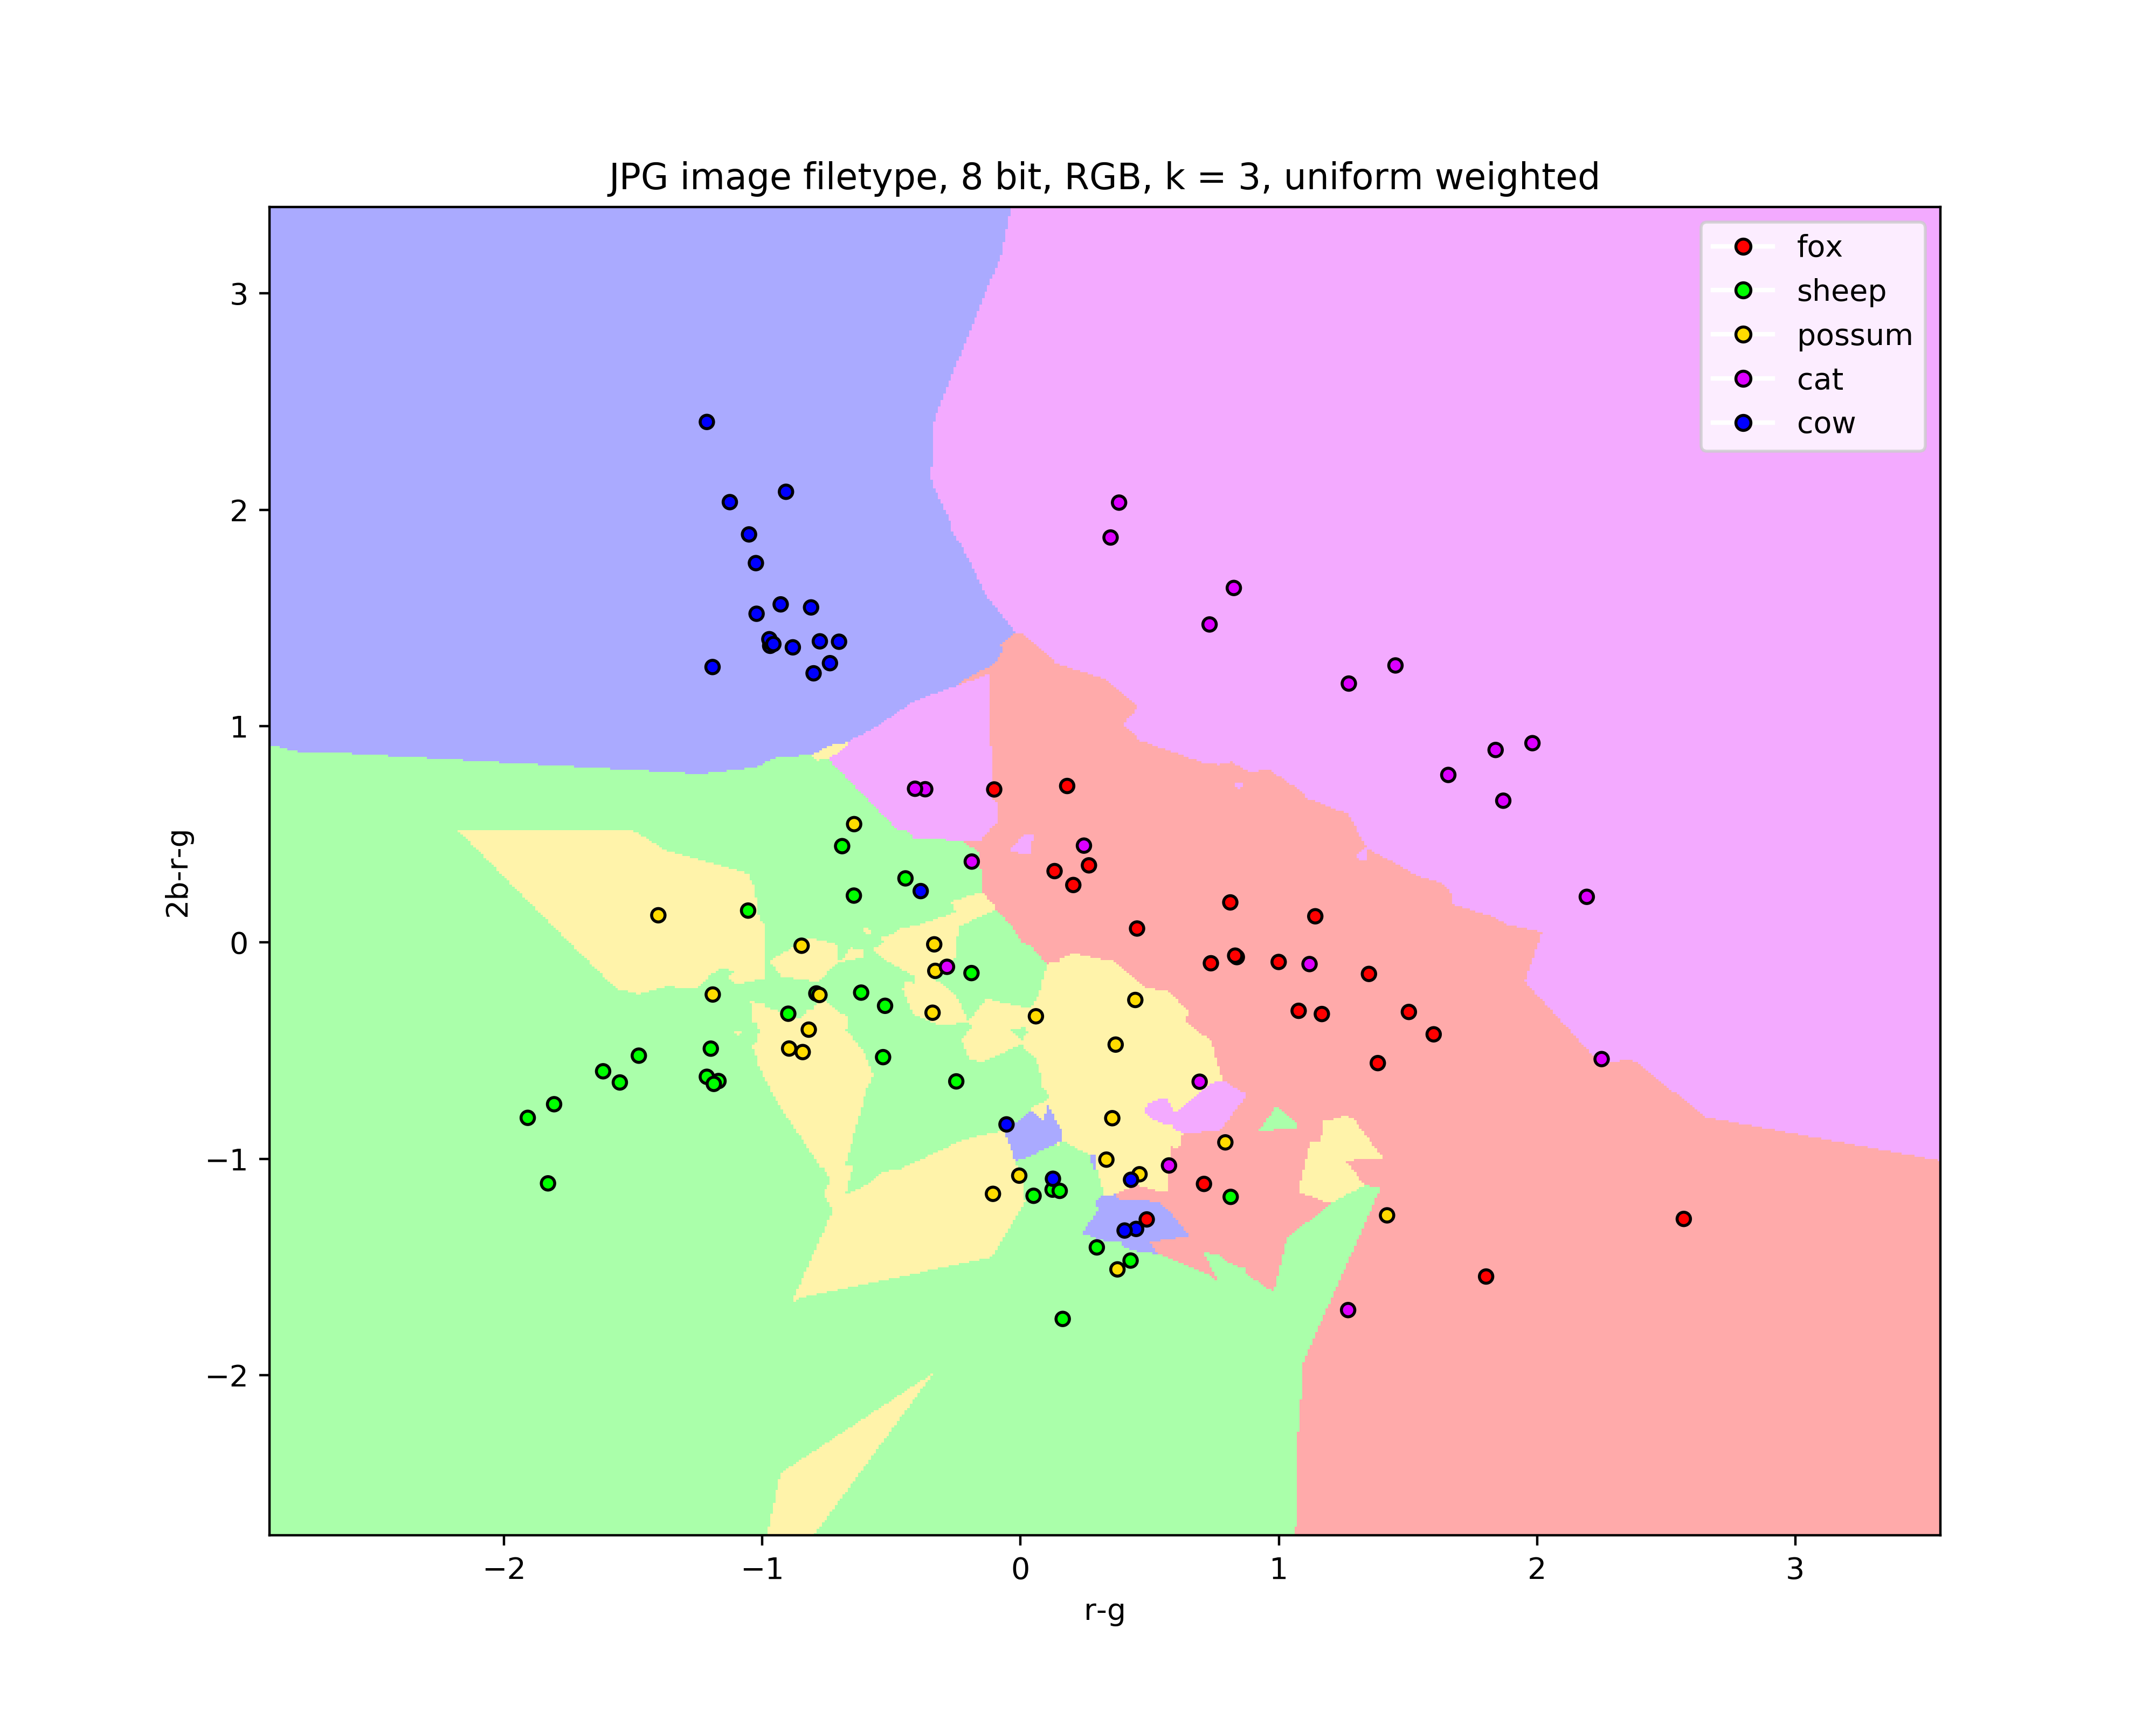 JPG image filetype, 8 bit, RGB, k = 3, uniform weighted
fox
sheep
possum
cat
cow
3
2
1
0
−1
−2
2b-r-g
−2
−1
0
1
2
3
r-g